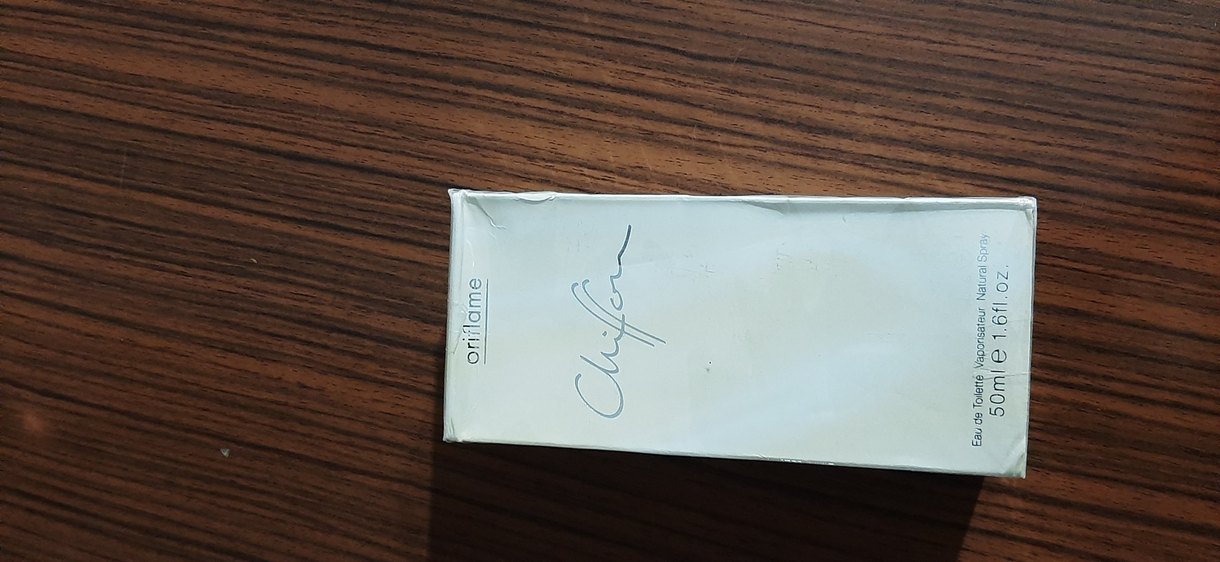 oriflame
Chiffon
Eau de Toilette Vaporisateur Natural Spray
50ml e 1.6fl.oz.